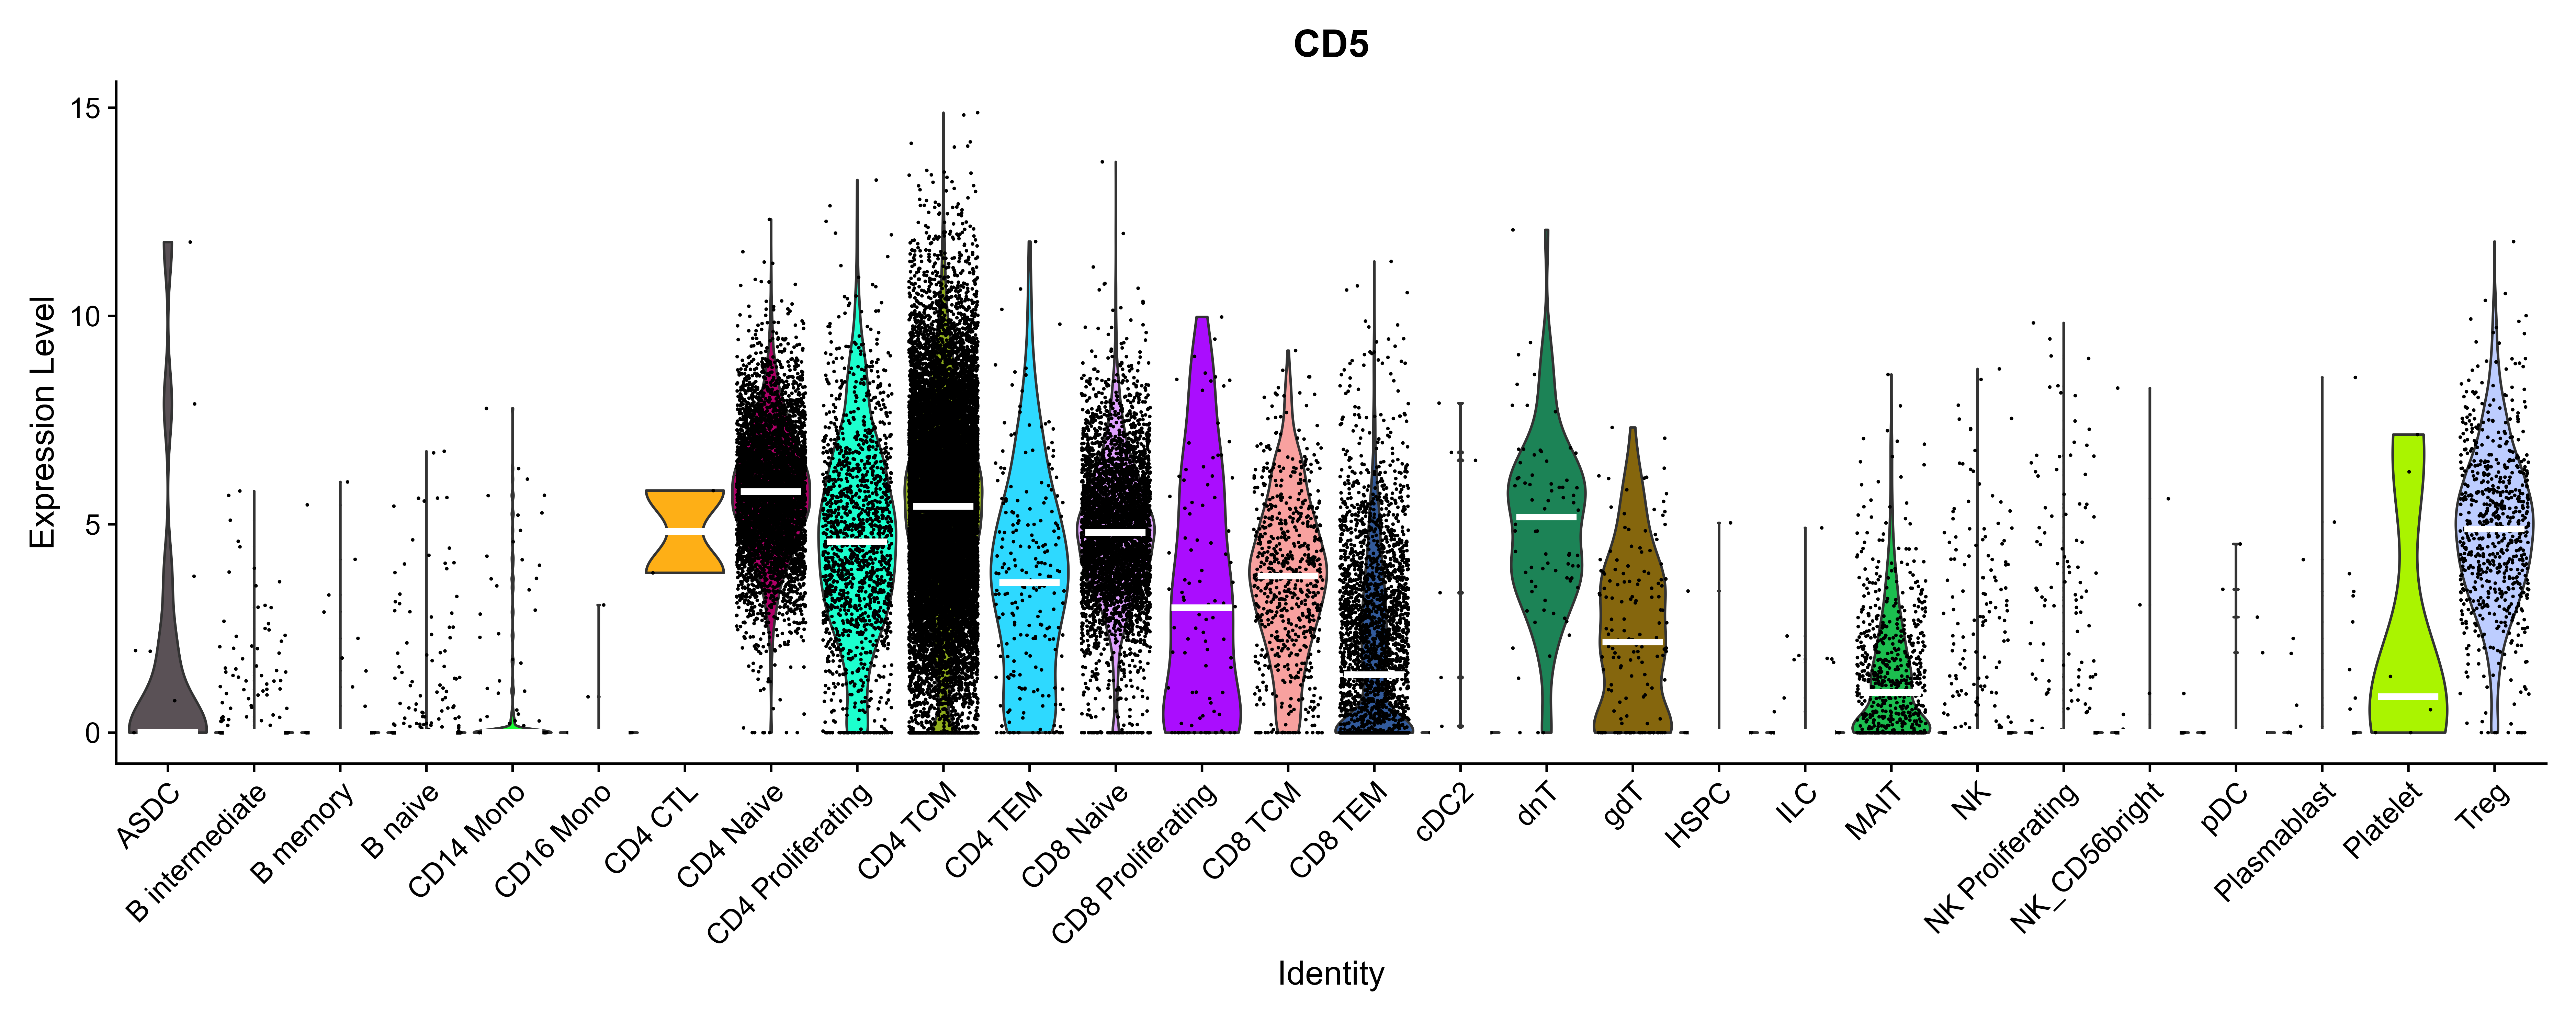 CD5
Expression Level
15
10
5
0
ASDC
B intermediate
B memory
B naive
CD14 Mono
CD16 Mono
CD4 CTL
CD4 Naive
CD4 Proliferating
CD4 TCM
CD4 TEM
CD8 Naive
CD8 Proliferating
CD8 TCM
CD8 TEM
cDC2
dnT
gdT
HSPC
ILC
MAIT
NK
NK Proliferating
NK_CD56bright
pDC
Plasmablast
Platelet
Treg
Identity